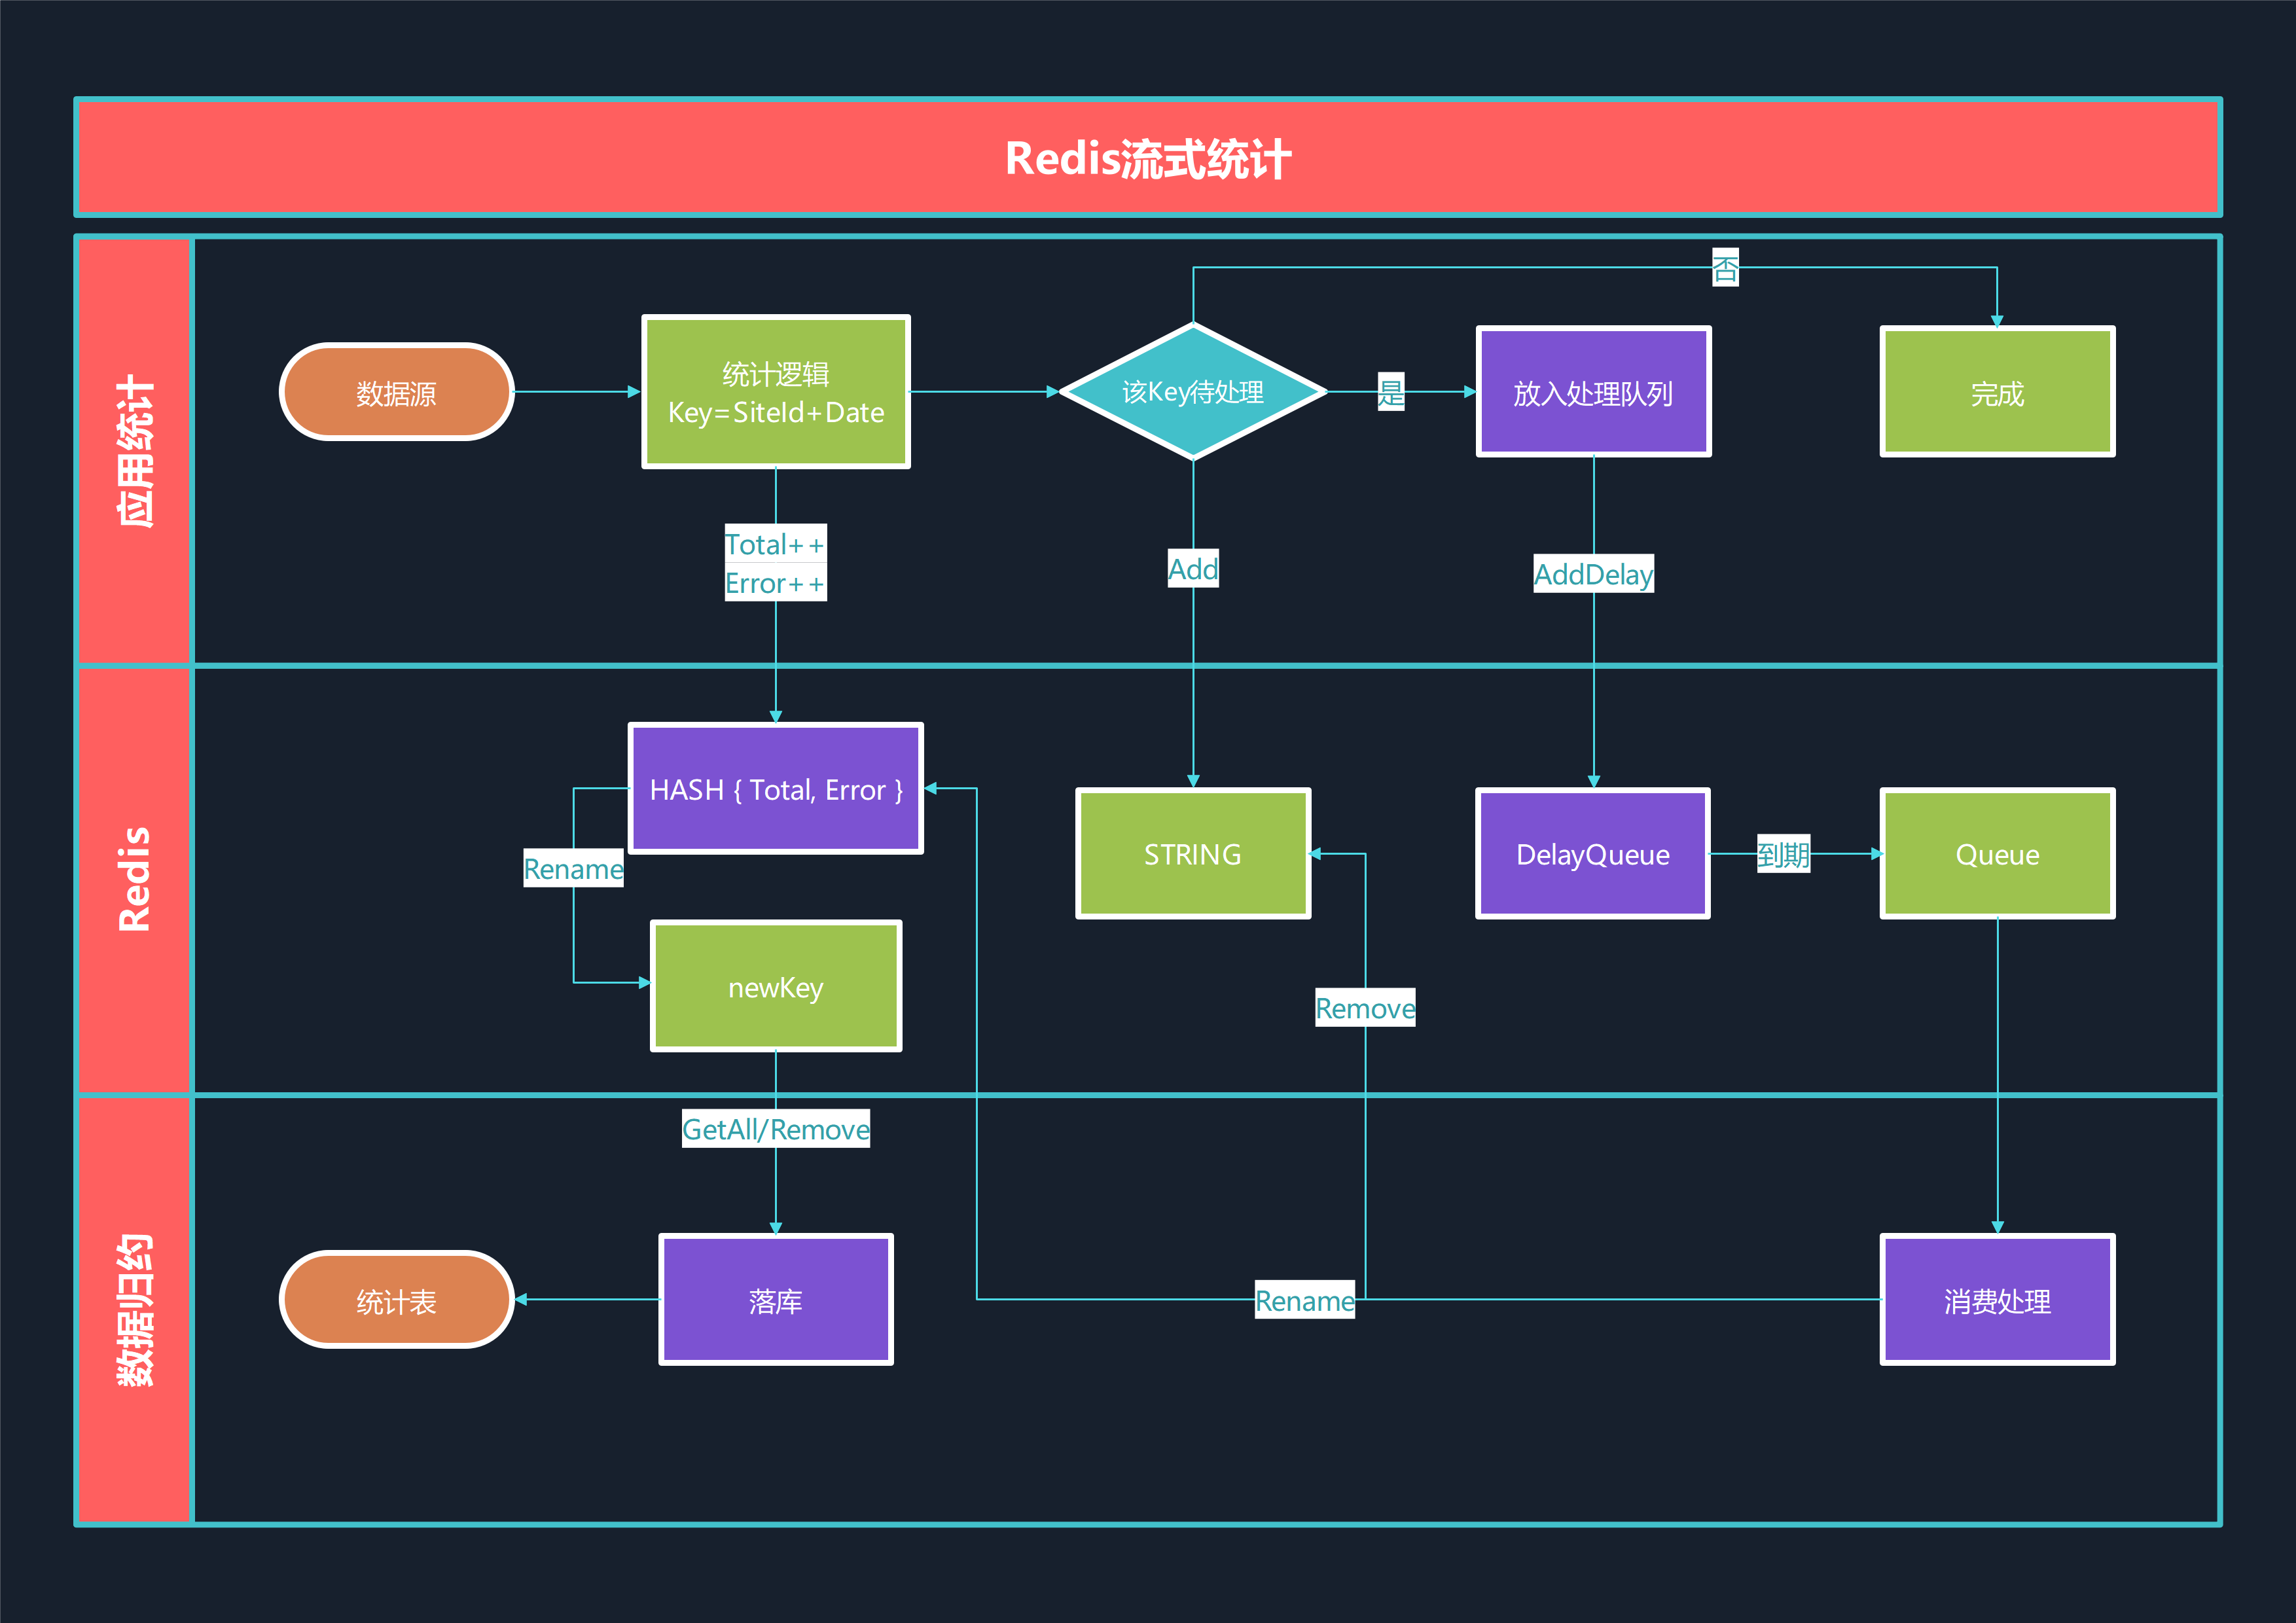 Redis流式统计
应用统计
数据源
统计逻辑
Key=SiteId+Date
该Key待处理
是
否
放入处理队列
完成
Total++
Error++
Add
AddDelay
Redis
HASH { Total, Error }
Rename
newKey
STRING
DelayQueue
到期
Queue
Remove
数据归约
GetAll/Remove
统计表
落库
Rename
消费处理